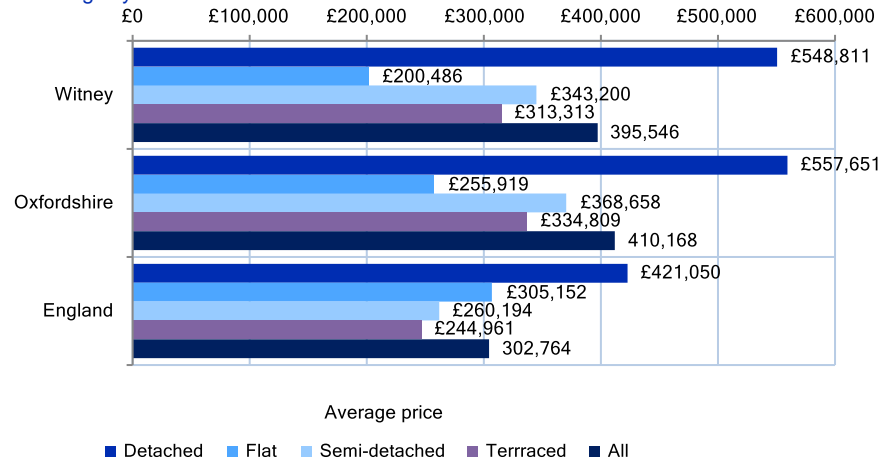 £0 £100,000 £200,000 £300,000 £400,000 £500,000 £600,000
£548,811
£200,486
Witney
£343,200
£313,313
395,546
£557,651
£255,919
Oxfordshire
£368,658
£334,809
410,168
£421,050
£305,152
England
£260,194
£244,961
302,764
Average price
Detached Flat Semi-detached Terrraced All